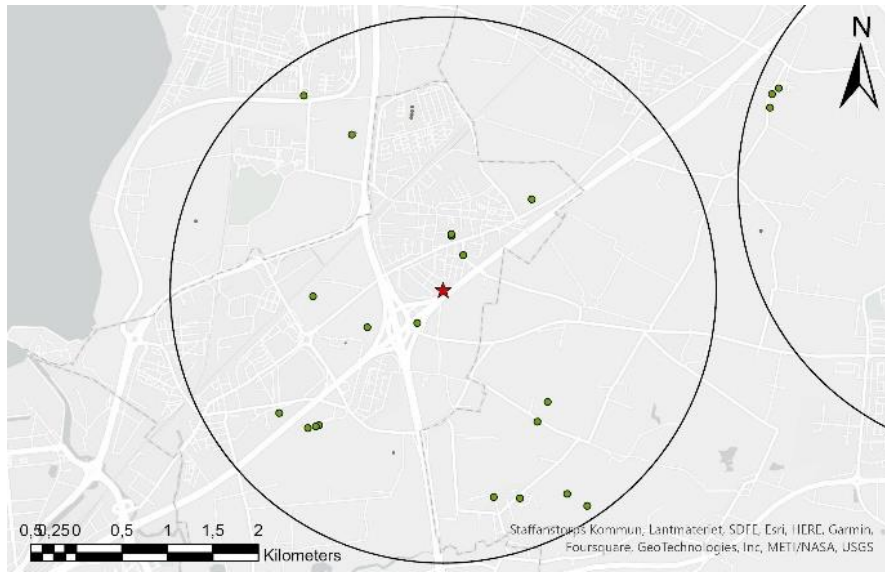 N
0,5 0,25 0 0,5 1 1,5 2
Kilometers
Staffanstorps Kommun, Lantmateriet, SDFE, Esri, HERE, Garmin,
Foursquare, GeoTechnologies, Inc, METI/NASA, USGS